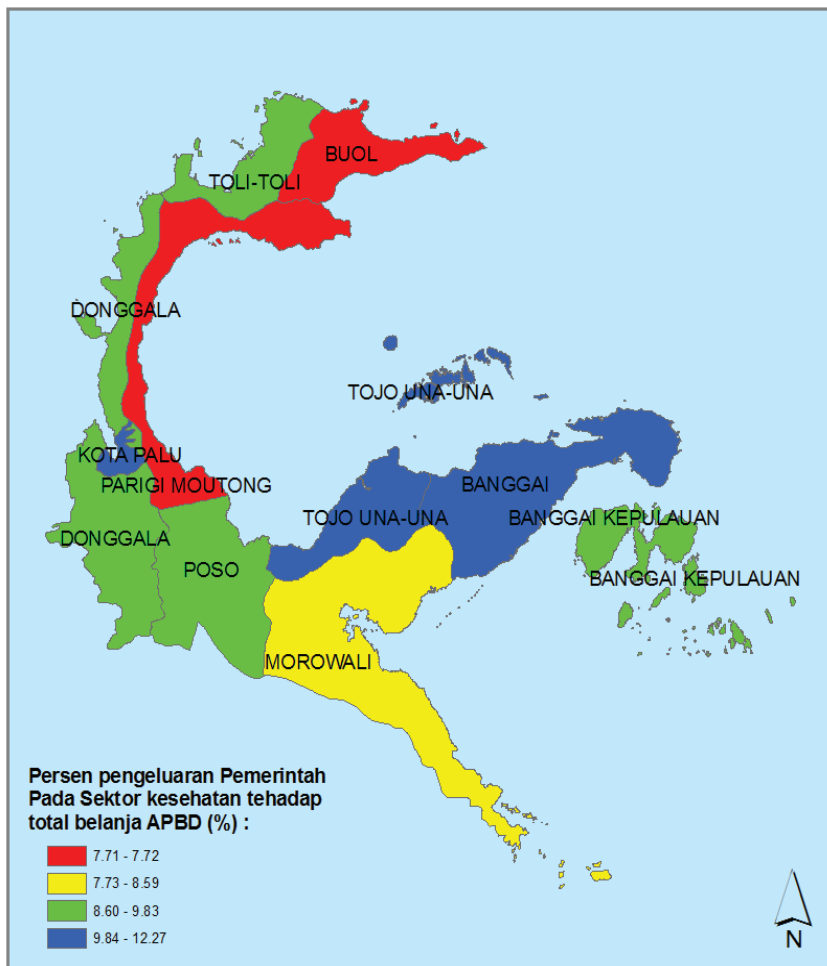 BUOL
TOLI-TOLI
DONGGALA
TOJO UNA-UNA
KOTA PALU
PARIGI MOUTONG
BANGGAI
TOJO UNA-UNA
BANGGAI KEPULAUAN
DONGGALA
POSO
BANGGAI KEPULAUAN
MOROWALI
Persen pengeluaran Pemerintah
Pada Sektor kesehatan tehadap
total belanja APBD (%) :
7.71 - 7.72
7.73 - 8.59
8.60 - 9.83
9.84 - 12.27
N